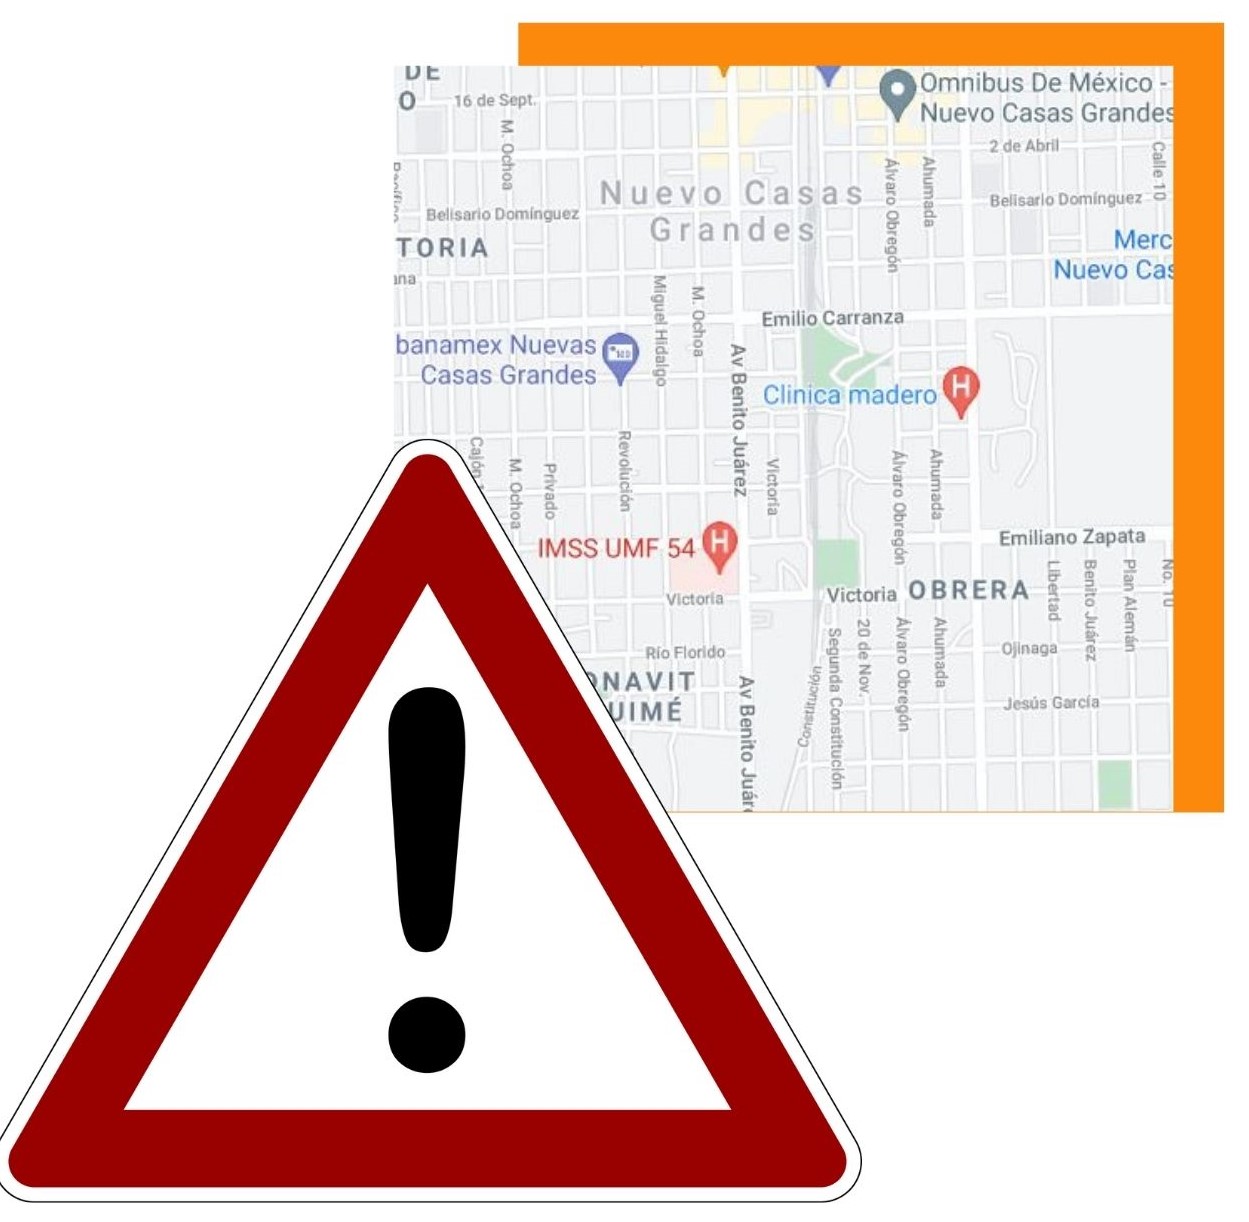 DE
O
16 de Sept.
Omnibus De México -
Nuevo Casas Grandes
M. Ochoa
2 de Abril
Calle 10
Álvaro Obregón
Ahumada
Nuevo Casas
Grandes
Belisario Domínguez
Belisario Domínguez
TORIA
Merc
Nuevo Cas
ana
Miguel Hidalgo
M. Ochoa
Emilio Carranza
banamex Nuevas
Casas Grandes
Av Benito Juárez
Clinica madero
Cajón
M. Ochoa
Privado
Revolución
Victoria
Álvaro Obregón
Ahumada
IMSS UMF 54
Emiliano Zapata
Victoria
Victoria
OBRERA
Libertad
Benito Juárez
Plan Alemán
No. 10
Río Florido
Ojinaga
ONAVIT
UIMÉ
Av Benito Juár
Constitución
Segunda Constitución
20 de Nov.
Álvaro Obregón
Ahumada
Jesús García